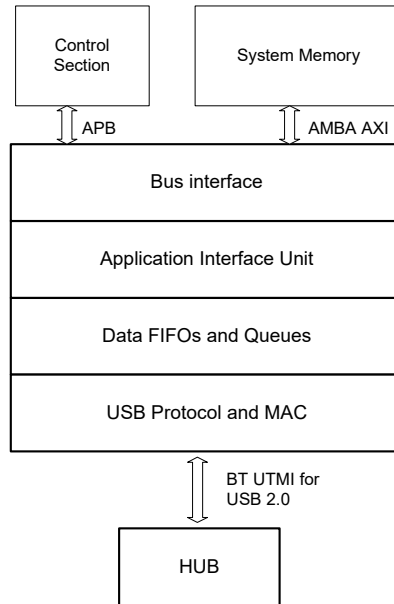 Control
Section
System Memory
APB
AMBA AXI
Bus interface
Application Interface Unit
Data FIFOs and Queues
USB Protocol and MAC
BT UTMI for
USB 2.0
HUB